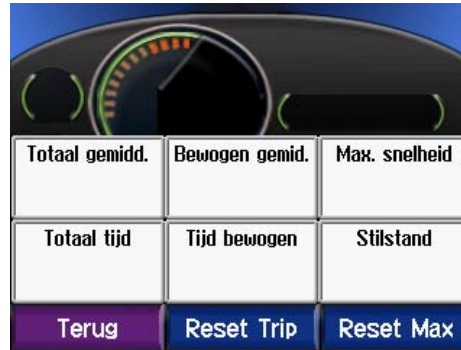 Totaal gemidd. Bewogen gemid. Max. snelheid
Totaal tijd Tijd bewogen Stilstand
Terug Reset Trip Reset Max